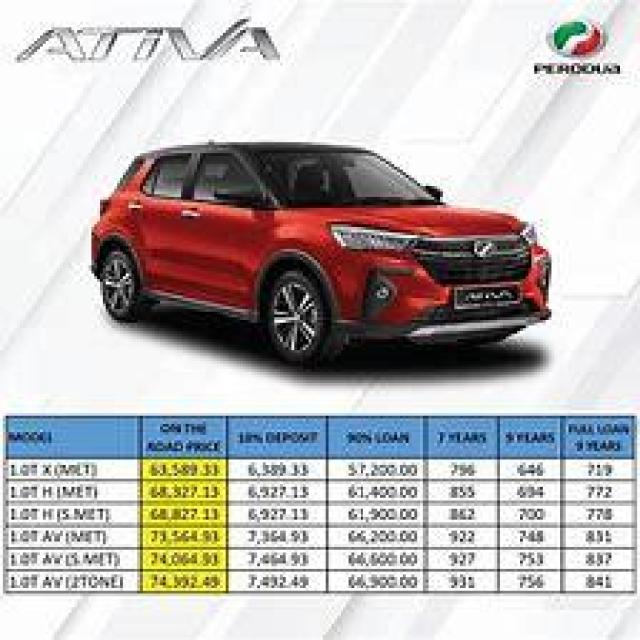 ATIVA
PERODUA
ATIVA
MODEL ON THE ROAD PRICE 10% DEPOSIT 90% LOAN 7 YEARS 9 YEARS FULL LOAN 9 YEARS
1.0T X (MET) 63,589.33 6,389.33 57,200.00 796 646 719
1.0T H (MET) 68,327.13 6,927.13 61,400.00 855 694 772
1.0T H (S.MET) 68,827.13 6,927.13 61,900.00 862 700 778
1.0T AV (MET) 73,564.93 7,364.93 66,200.00 922 748 831
1.0T AV (S.MET) 74,064.93 7,464.93 66,600.00 927 753 837
1.0T AV (2TONE) 74,392.49 7,492.49 66,900.00 931 756 841